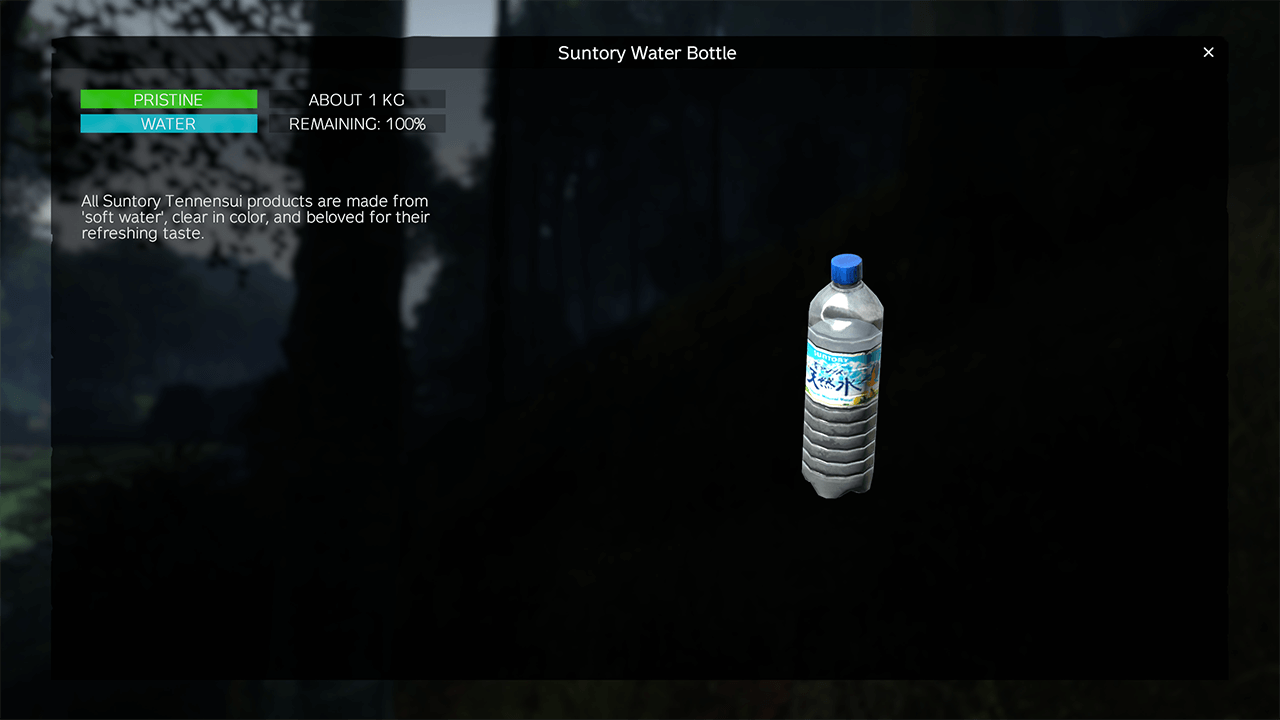 Suntory Water Bottle
PRISTINE
ABOUT 1 KG
WATER
REMAINING: 100%
All Suntory Tennensui products are made from
'soft water', clear in color, and beloved for their
refreshing taste.
SUNTORY
天然水